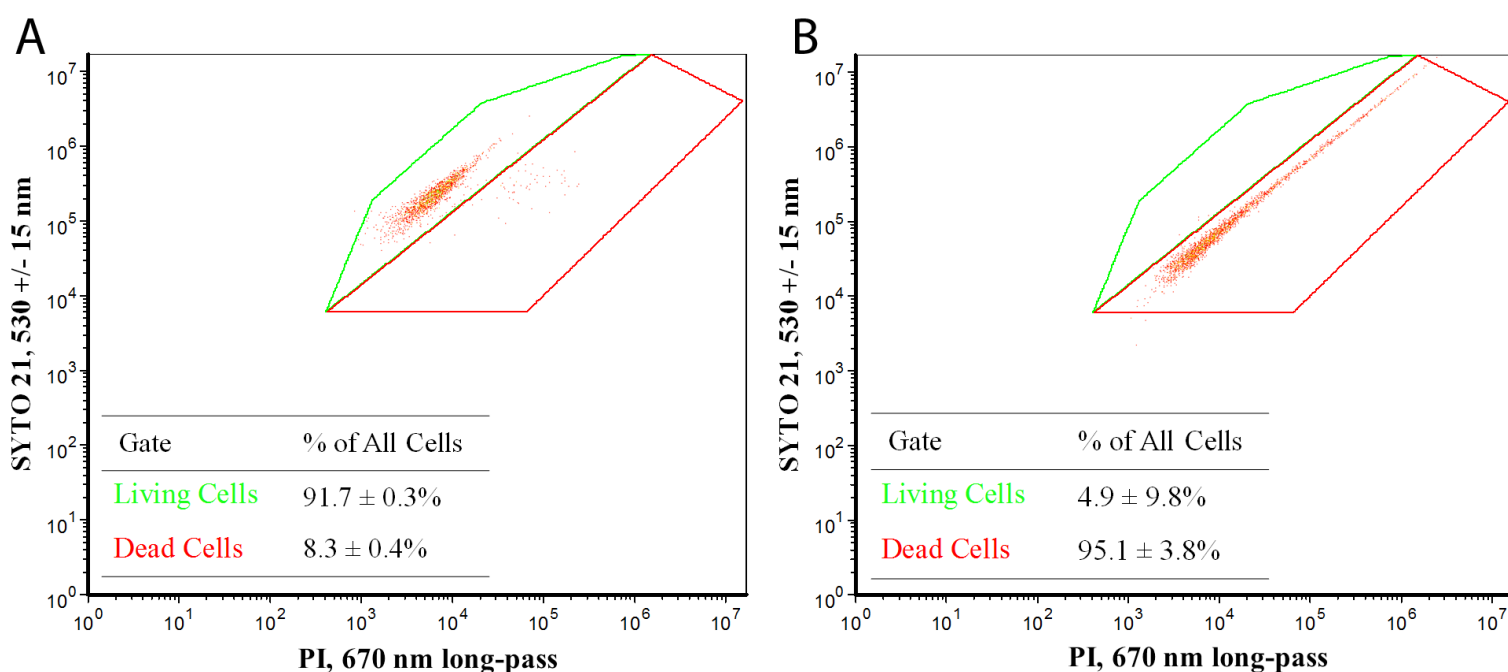 A
SYTO 21, 530 +/- 15 nm
10^7
10^6
10^5
10^4
10^3
10^2
10^1
10^0
Gate % of All Cells
Living Cells 91.7 ± 0.3%
Dead Cells 8.3 ± 0.4%
10^0 10^1 10^2 10^3 10^4 10^5 10^6 10^7
PI, 670 nm long-pass
B
SYTO 21, 530 +/- 15 nm
10^7
10^6
10^5
10^4
10^3
10^2
10^1
10^0
Gate % of All Cells
Living Cells 4.9 ± 9.8%
Dead Cells 95.1 ± 3.8%
10^0 10^1 10^2 10^3 10^4 10^5 10^6 10^7
PI, 670 nm long-pass